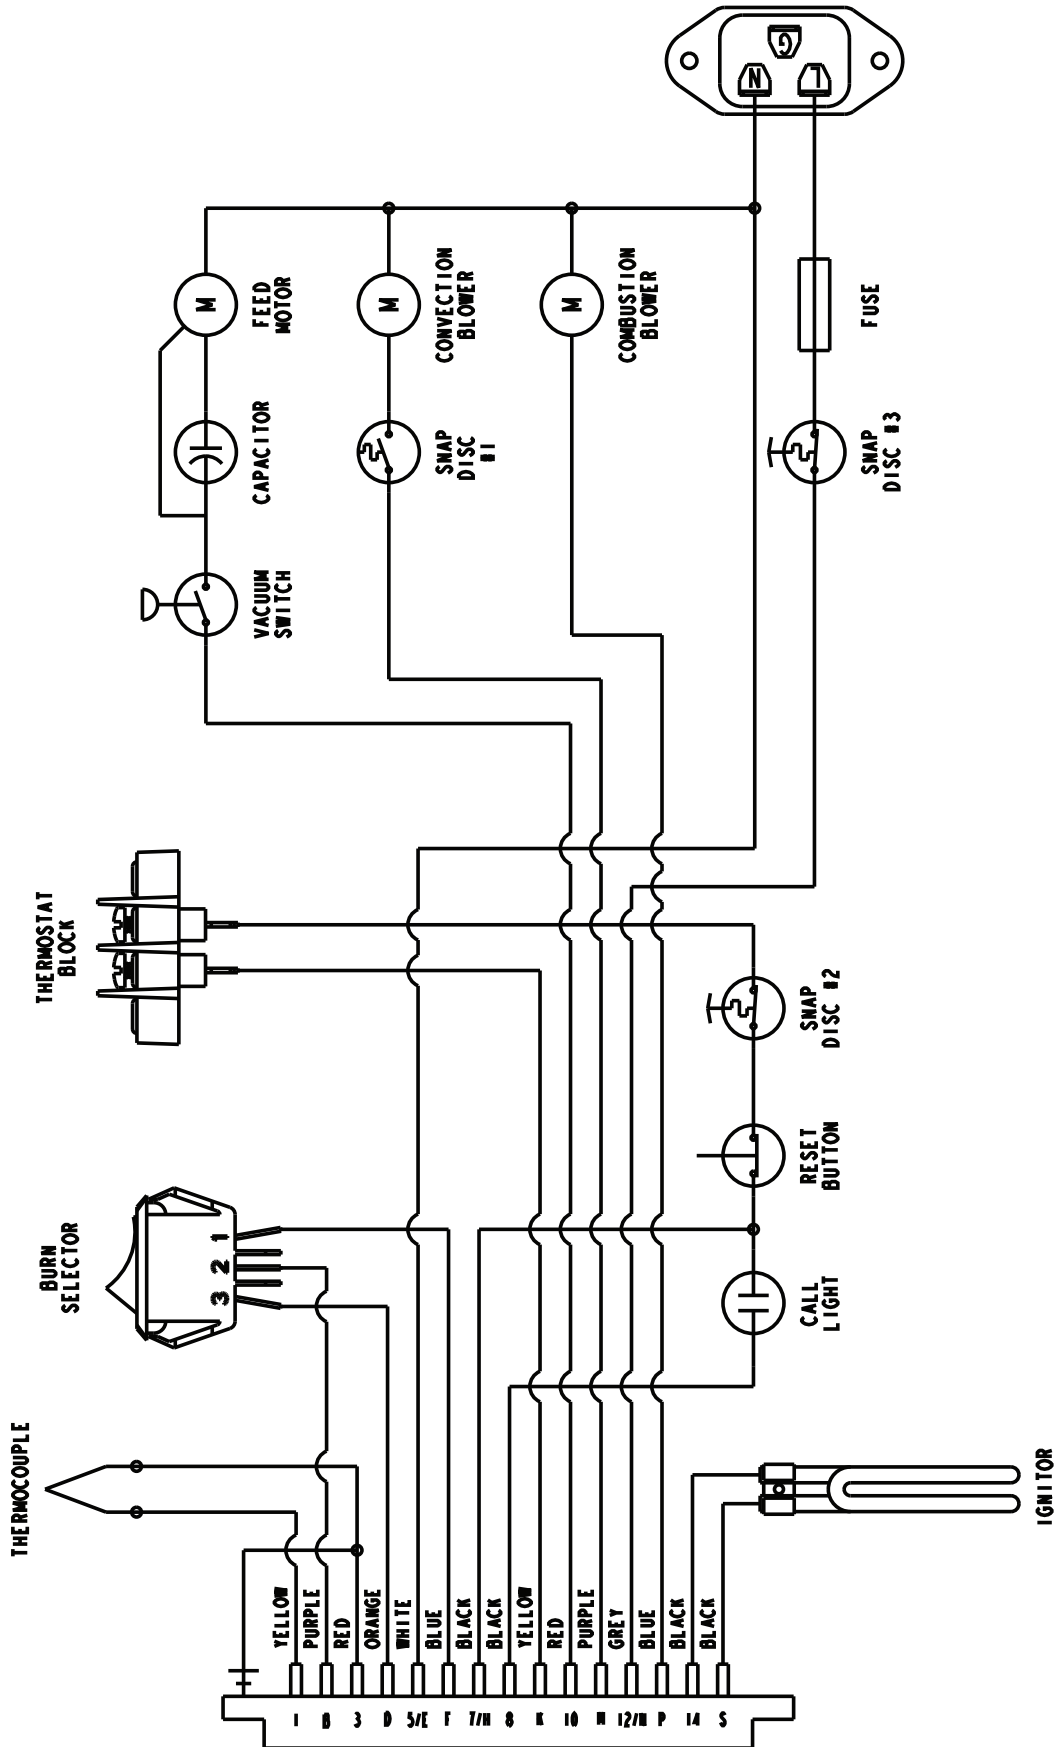 G
N
L
M
FEED
MOTOR
M
CONVECTION
BLOWER
M
COMBUSTION
BLOWER
FUSE
CAPACITOR
SNAP
DISC #1
SNAP
DISC #3
VACUUM
SWITCH
THERMOSTAT
BLOCK
SNAP
DISC #2
RESET
BUTTON
BURN
SELECTOR
1
2
3
CALL
LIGHT
THERMOCOUPLE
IGNITOR
YELLOW
PURPLE
RED
ORANGE
WHITE
BLUE
BLACK
BLACK
YELLOW
RED
PURPLE
GREY
BLUE
BLACK
BLACK
1
B
3
D
5/E
F
7/H
8
K
10
M
12/N
P
14
S